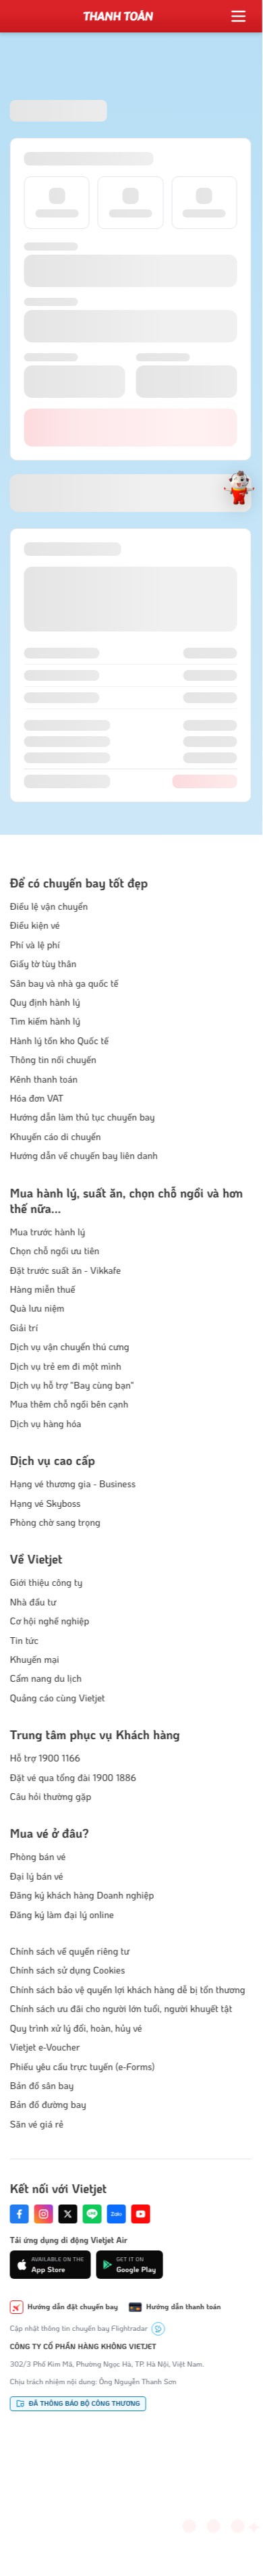 THANH TOÁN
Để có chuyến bay tốt đẹp
Điều lệ vận chuyển
Điều kiện vé
Phí và lệ phí
Giấy tờ tùy thân
Sân bay và nhà ga quốc tế
Quy định hành lý
Tìm kiếm hành lý
Hành lý tồn kho Quốc tế
Thông tin nối chuyến
Kênh thanh toán
Hóa đơn VAT
Hướng dẫn làm thủ tục chuyến bay
Khuyến cáo di chuyển
Hướng dẫn về chuyến bay liên danh
Mua hành lý, suất ăn, chọn chỗ ngồi và hơn
thế nữa...
Mua trước hành lý
Chọn chỗ ngồi ưu tiên
Đặt trước suất ăn - Vikkafe
Hàng miễn thuế
Quà lưu niệm
Giải trí
Dịch vụ vận chuyển thú cưng
Dịch vụ trẻ em đi một mình
Dịch vụ hỗ trợ "Bay cùng bạn"
Mua thêm chỗ ngồi bên cạnh
Dịch vụ hàng hóa
Dịch vụ cao cấp
Hạng vé thương gia - Business
Hạng vé Skyboss
Phòng chờ sang trọng
Về Vietjet
Giới thiệu công ty
Nhà đầu tư
Cơ hội nghề nghiệp
Tin tức
Khuyến mại
Cẩm nang du lịch
Quảng cáo cùng Vietjet
Trung tâm phục vụ Khách hàng
Hỗ trợ 1900 1166
Đặt vé qua tổng đài 1900 1886
Câu hỏi thường gặp
Mua vé ở đâu?
Phòng bán vé
Đại lý bán vé
Đăng ký khách hàng Doanh nghiệp
Đăng ký làm đại lý online
Chính sách về quyền riêng tư
Chính sách sử dụng Cookies
Chính sách bảo vệ quyền lợi khách hàng dễ bị tổn thương
Chính sách ưu đãi cho người lớn tuổi, người khuyết tật
Quy trình xử lý đổi, hoàn, hủy vé
Vietjet e-Voucher
Phiếu yêu cầu trực tuyến (e-Forms)
Bản đồ sân bay
Bản đồ đường bay
Săn vé giá rẻ
Kết nối với Vietjet
Zalo
Tải ứng dụng di động Vietjet Air
AVAILABLE ON THE
App Store
GET IT ON
Google Play
Hướng dẫn đặt chuyến bay
Hướng dẫn thanh toán
Cập nhật thông tin chuyến bay Flightradar
CÔNG TY CỔ PHẦN HÀNG KHÔNG VIETJET
302/3 Phố Kim Mã, Phường Ngọc Hà, TP. Hà Nội, Việt Nam.
Chịu trách nhiệm nội dung: Ông Nguyễn Thanh Sơn
ĐÃ THÔNG BÁO BỘ CÔNG THƯƠNG